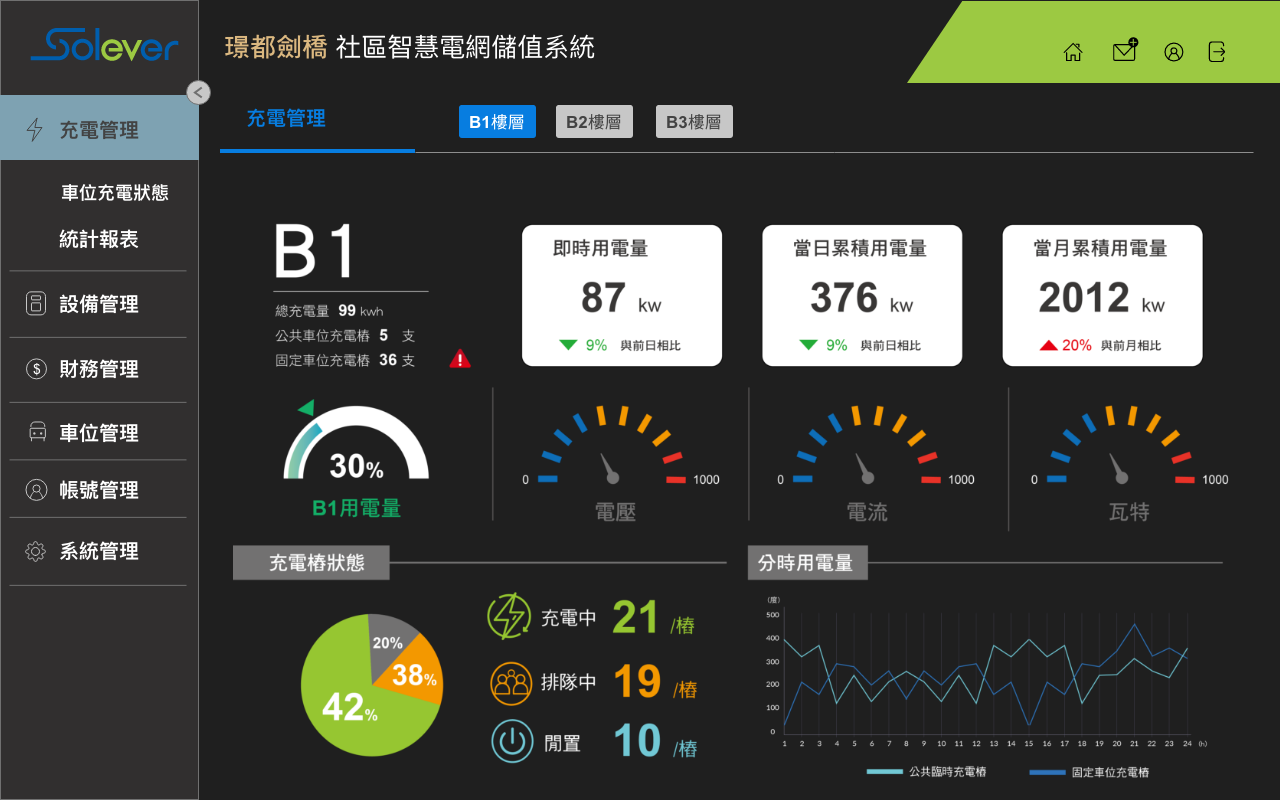 Solever
璟都劍橋 社區智慧電網儲值系統
充電管理
車位充電狀態
統計報表
設備管理
財務管理
車位管理
帳號管理
系統管理
充電管理
B1樓層
B2樓層
B3樓層
B1
總充電量 99 kwh
公共車位充電樁 5 支
固定車位充電樁 36 支
即時用電量
87 kw
9% 與前日相比
當日累積用電量
376 kw
9% 與前日相比
當月累積用電量
2012 kw
20% 與前月相比
30%
B1用電量
0 1000
電壓
0 1000
電流
0 1000
瓦特
充電樁狀態
20%
38%
42%
充電中 21 /樁
排隊中 19 /樁
閒置 10 /樁
分時用電量
(度)
500
400
300
200
100
0
1 2 3 4 5 6 7 8 9 10 11 12 13 14 15 16 17 18 19 20 21 22 23 24 (h)
公共臨時充電樁
固定車位充電樁